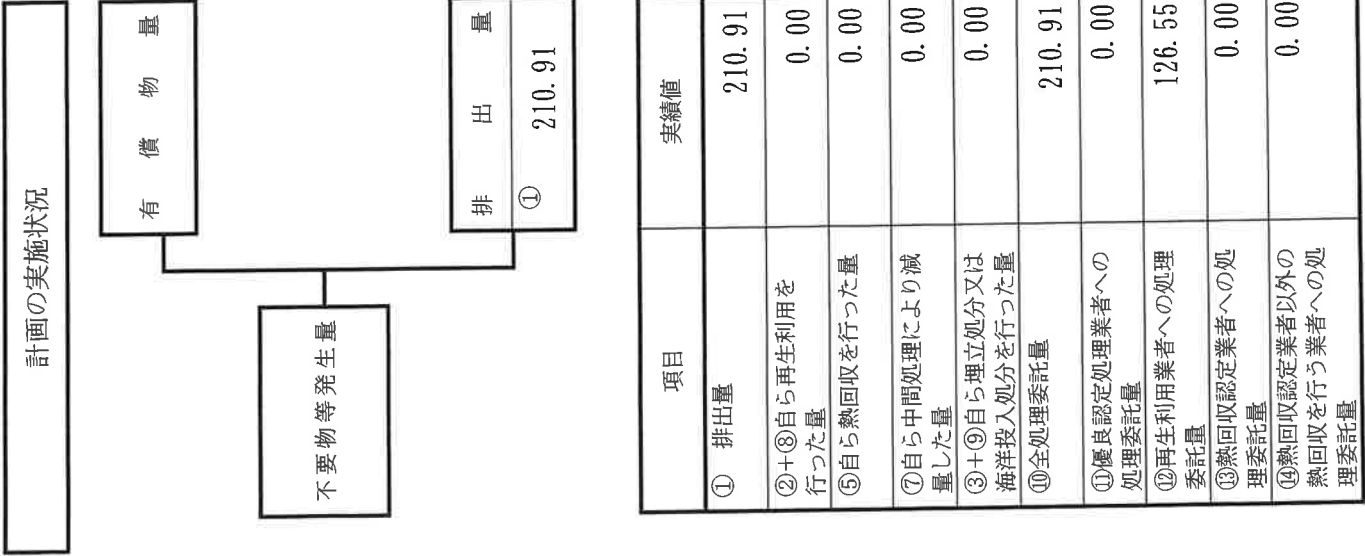 計画の実施状況
有償物量
不要物等発生量
排出量
① 210.91
項目 実績値
① 排出量 210.91
②+⑧自ら再生利用を
行った量 0.00
⑤自ら熱回収を行った量 0.00
⑦自ら中間処理により減
量した量 0.00
③+⑨自ら埋立処分又は
海洋投入処分を行った量 0.00
⑩全処理委託量 210.91
⑪優良認定処理業者への
処理委託量 0.00
⑫再生利用業者への処理
委託量 126.55
⑬熱回収認定業者への処
理委託量 0.00
⑭熱回収認定業者以外の
熱回収を行う業者への処
理委託量 0.00